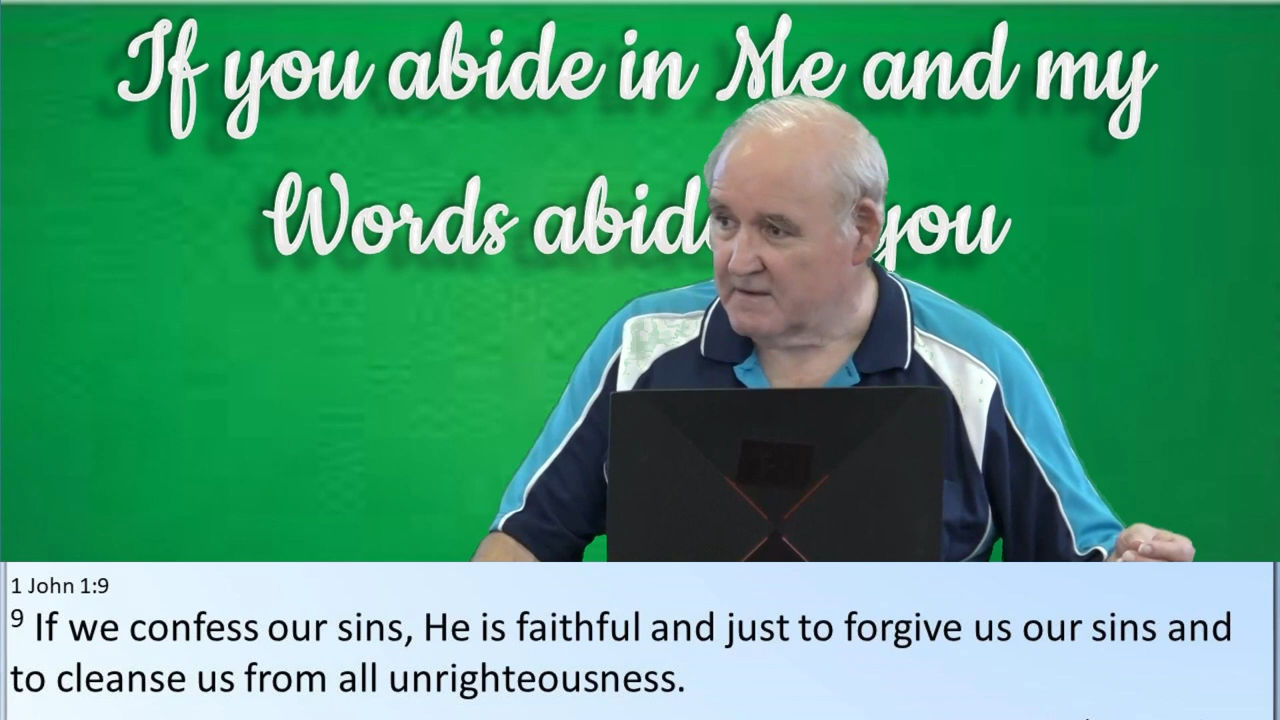 If you abide in Me and my
Words abid you
1 John 1:9
9 If we confess our sins, He is faithful and just to forgive us our sins and
to cleanse us from all unrighteousness.